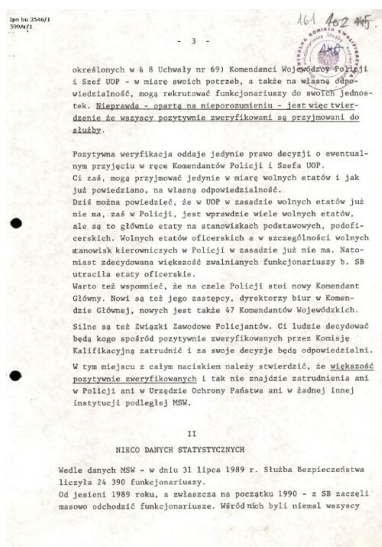 ipn bu 3546/1
599Ar/1
161 162 445.
- 3 -
określonych w & 8 Uchwały nr 69) Komendanci Wojewódzcy Policji
i Szef UOP - w miarę swoich potrzeb, a także na własną odpo-
wiedzialność, mogą rekrutować funkcjonariuszy do swoich jednos-
tek. Nieprawda - opartą na nieporozumieniu - jest więc twier-
dzenie że wszyscy pozytywnie zweryfikowani są przyjmowani do
służby.
Pozytywna weryfikacja oddaje jedynie prawo decyzji o ewentual-
nym przyjęciu w ręce Komendantów Policji i Szefa UOP.
Ci zaś, mogą przyjmować jedynie w miarę wolnych etatów i jak
już powiedziano, na własną odpowiedzialność.
Dziś można powiedzieć, że w UOP w zasadzie wolnych etatów już
nie ma, zaś w Policji, jest wprawdzie wiele wolnych etatów,
ale są to głównie etaty na stanowiskach podstawowych, podofi-
cerskich. Wolnych etatów oficerskich a w szczególności wolnych
stanowisk kierowniczych w Policji w zasadzie już nie ma. Nato-
miast zdecydowana większość zwalnianych funkcjonariuszy b. SB
utraciła etaty oficerskie.
Warto też wspomnieć, że na czele Policji stoi nowy Komendant
Główny. Nowi są też jego zastępcy, dyrektorzy biur w Komen-
dzie Głównej, nowych jest także 47 Komendantów Wojewódzkich.
Silne są też Związki Zawodowe Policjantów. Ci ludzie decydować
będą kogo spośród pozytywnie zweryfikowanych przez Komisję
Kalifikacyjną zatrudnić i za swoje decyzje będą odpowiedzialni.
W tym miejscu z całym naciskiem należy stwierdzić, że większość
pozytywnie zweryfikowanych i tak nie znajdzie zatrudnienia ani
w Policji ani w Urzędzie Ochrony Państwa ani w żadnej innej
instytucji podległej MSW.
II
NIECO DANYCH STATYSTYCZNYCH
Wedle danych MSW - w dniu 31 lipca 1989 r. Służba Bezpieczeństwa
liczyła 24 390 funkcjonariuszy.
Od jesieni 1989 roku, a zwłaszcza na początku 1990 - z SB zaczęli
masowo odchodzić funkcjonariusze. Wśród nich byli niemal wszyscy